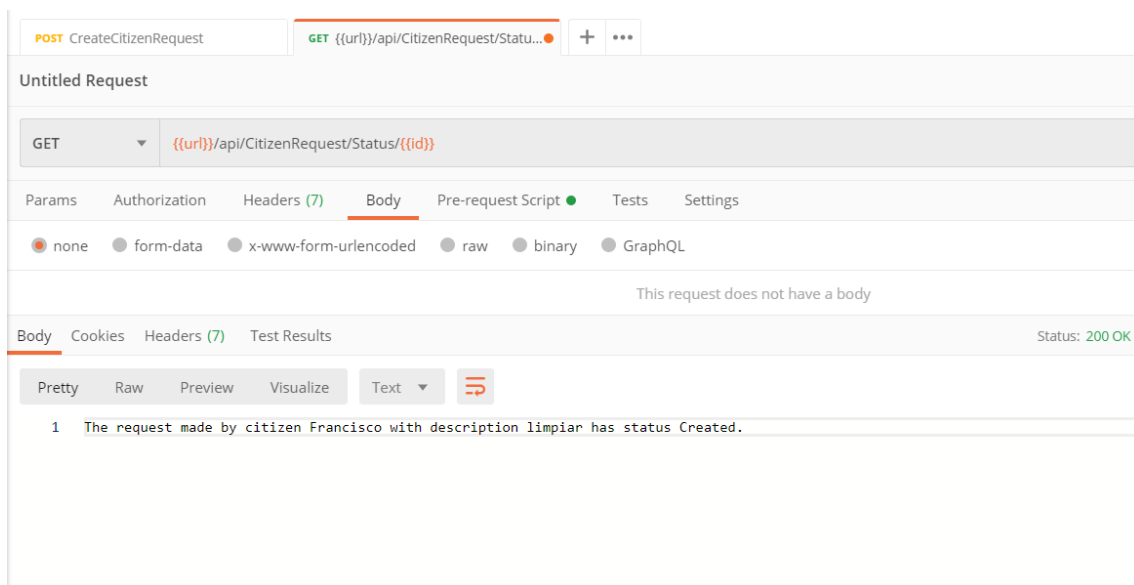 POST CreateCitizenRequest GET {{url}}/api/CitizenRequest/Statu...
Untitled Request
GET {{url}}/api/CitizenRequest/Status/{{id}}
Params Authorization Headers (7) Body Pre-request Script Tests Settings
none form-data x-www-form-urlencoded raw binary GraphQL
This request does not have a body
Body Cookies Headers (7) Test Results Status: 200 OK
Pretty Raw Preview Visualize Text
1 The request made by citizen Francisco with description limpiar has status Created.